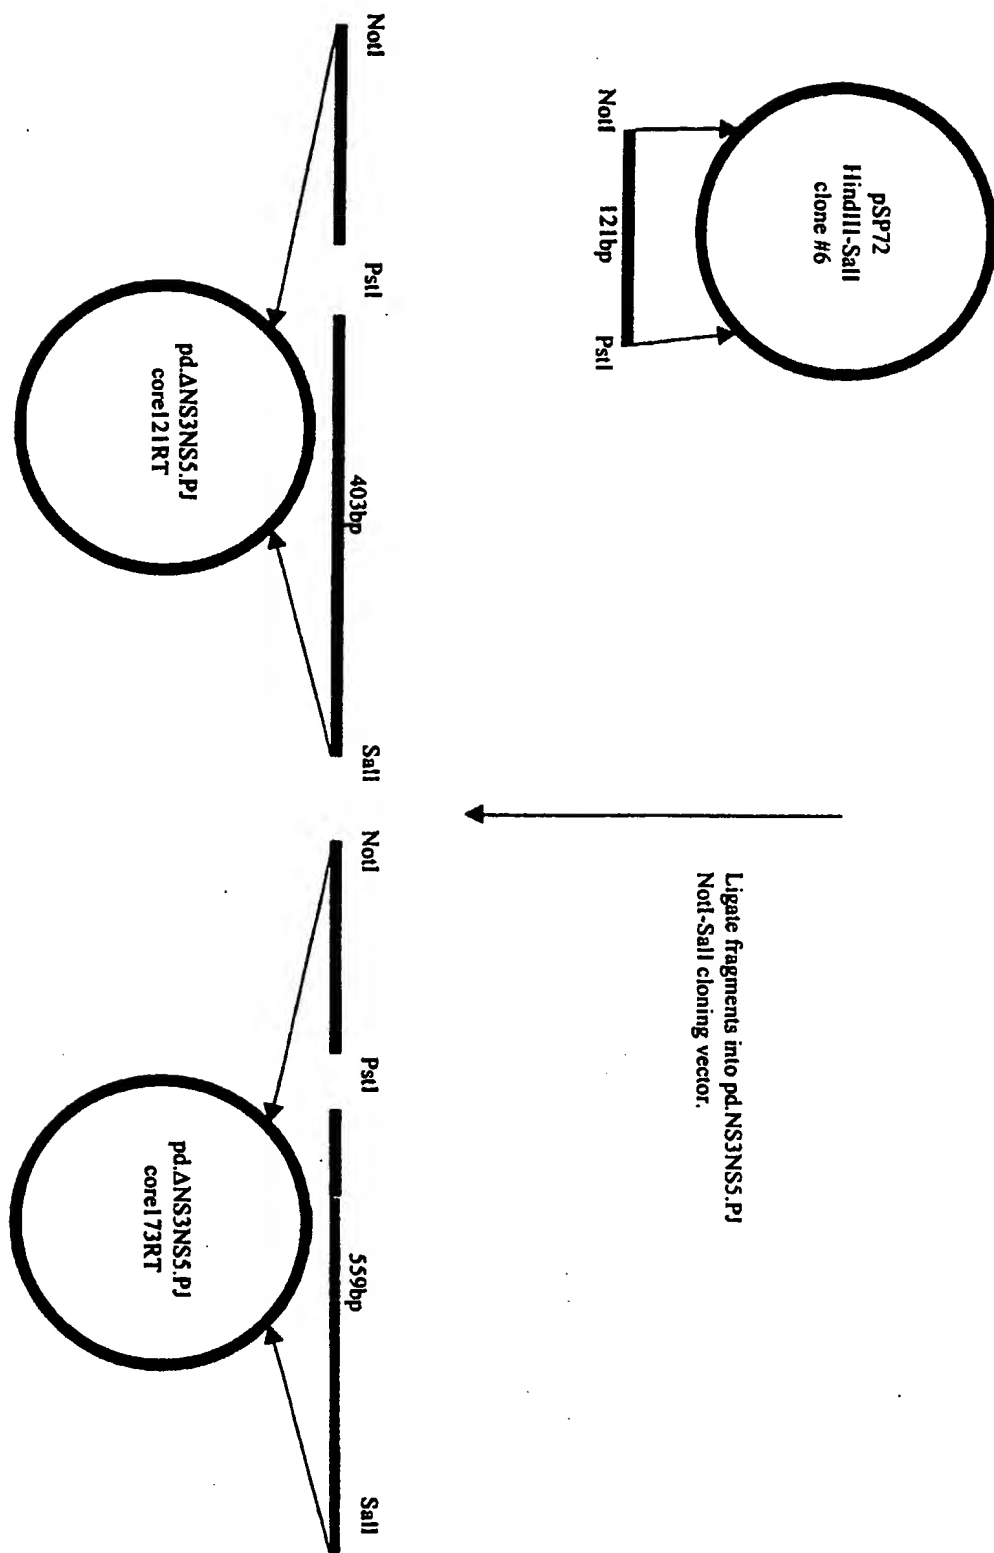 pSP72
HindIII-SalI
clone #6
NotI
121bp
PstI
Ligate fragments into pd.NS3NS5.PJ
NotI-SalI cloning vector.
NotI
PstI
403bp
SalI
pd.ΔNS3NS5.PJ
core121RT
NotI
PstI
559bp
SalI
pd.ΔNS3NS5.PJ
core173RT